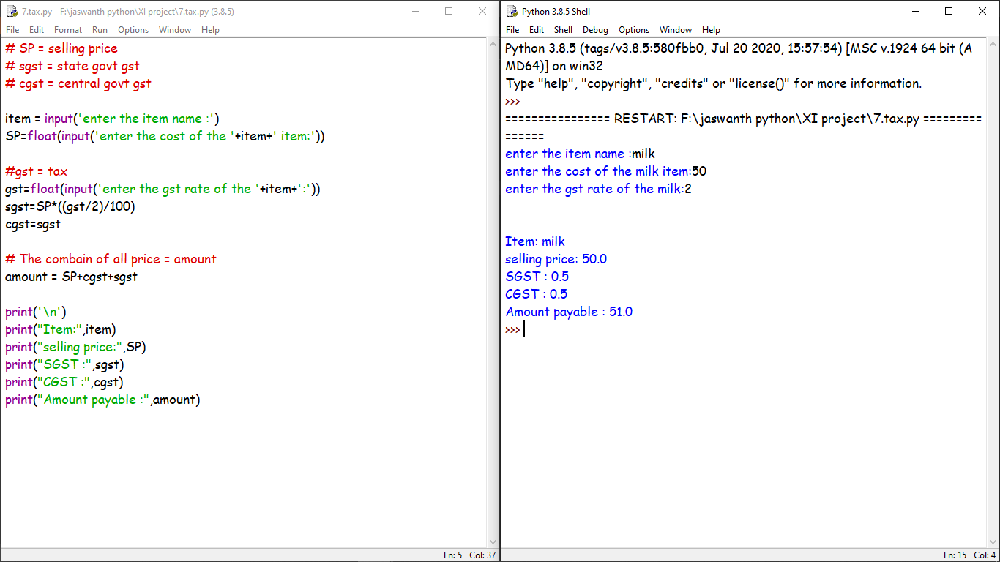 7.tax.py - F:\jaswanth python\XI project\7.tax.py (3.8.5)
File Edit Format Run Options Window Help
# SP = selling price
# sgst = state govt gst
# cgst = central govt gst
item = input('enter the item name :')
SP=float(input('enter the cost of the '+item+' item:'))
#gst = tax
gst=float(input('enter the gst rate of the '+item+':'))
sgst=SP*((gst/2)/100)
cgst=sgst
# The combain of all price = amount
amount = SP+cgst+sgst
print('\n')
print("Item:",item)
print("selling price:",SP)
print("SGST :",sgst)
print("CGST :",cgst)
print("Amount payable :",amount)
Ln: 5 Col: 37
Python 3.8.5 Shell
File Edit Shell Debug Options Window Help
Python 3.8.5 (tags/v3.8.5:580fbb0, Jul 20 2020, 15:57:54) [MSC v.1924 64 bit (A
MD64)] on win32
Type "help", "copyright", "credits" or "license()" for more information.
>>>
================ RESTART: F:\jaswanth python\XI project\7.tax.py =========
======
enter the item name :milk
enter the cost of the milk item:50
enter the gst rate of the milk:2
Item: milk
selling price: 50.0
SGST : 0.5
CGST : 0.5
Amount payable : 51.0
>>>
Ln: 15 Col: 4